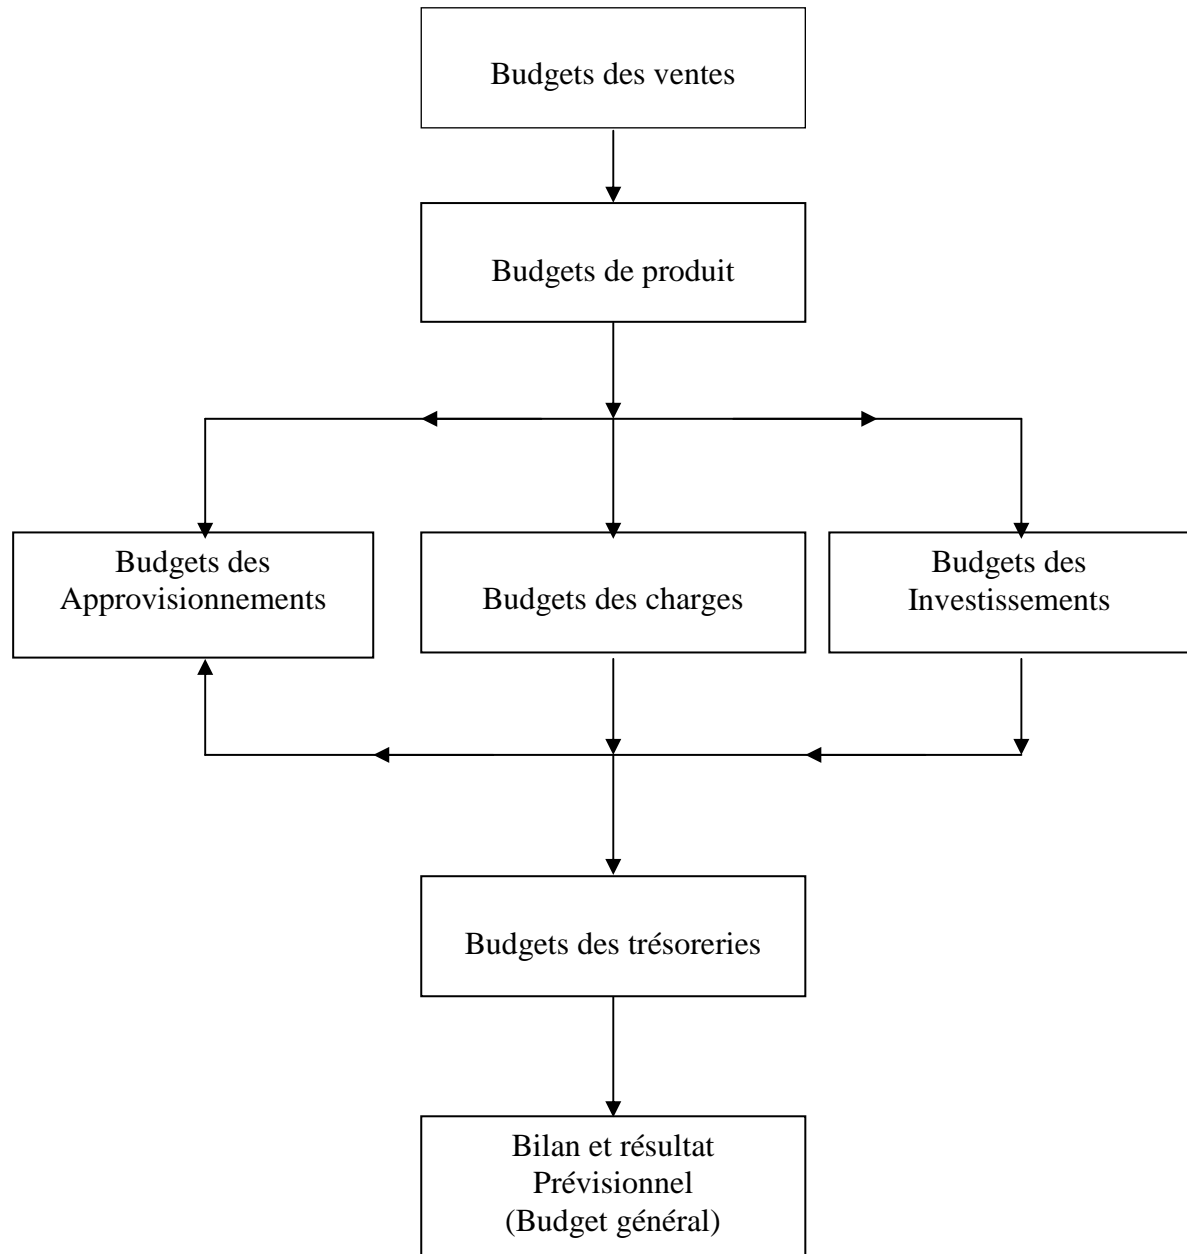 Budgets des ventes
Budgets de produit
Budgets des
Approvisionnements
Budgets des charges
Budgets des
Investissements
Budgets des trésoreries
Bilan et résultat
Prévisionnel
(Budget général)